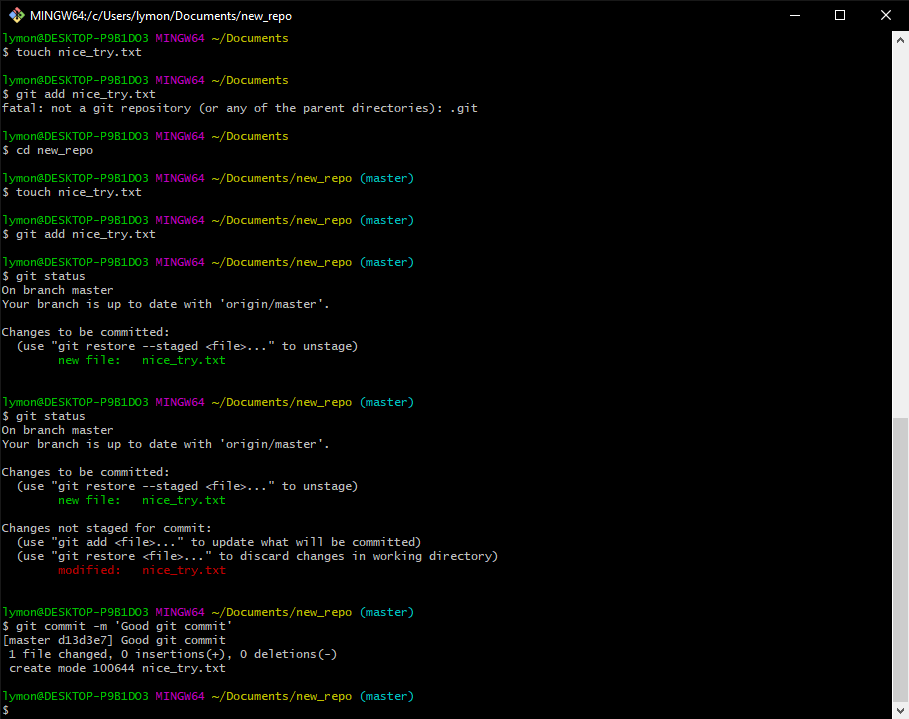 MINGW64:/c/Users/lymon/Documents/new_repo
lymon@DESKTOP-P9B1DO3 MINGW64 ~/Documents
$ touch nice_try.txt
lymon@DESKTOP-P9B1DO3 MINGW64 ~/Documents
$ git add nice_try.txt
fatal: not a git repository (or any of the parent directories): .git
lymon@DESKTOP-P9B1DO3 MINGW64 ~/Documents
$ cd new_repo
lymon@DESKTOP-P9B1DO3 MINGW64 ~/Documents/new_repo (master)
$ touch nice_try.txt
lymon@DESKTOP-P9B1DO3 MINGW64 ~/Documents/new_repo (master)
$ git add nice_try.txt
lymon@DESKTOP-P9B1DO3 MINGW64 ~/Documents/new_repo (master)
$ git status
On branch master
Your branch is up to date with 'origin/master'.
Changes to be committed:
  (use "git restore --staged <file>..." to unstage)
        new file:   nice_try.txt
lymon@DESKTOP-P9B1DO3 MINGW64 ~/Documents/new_repo (master)
$ git status
On branch master
Your branch is up to date with 'origin/master'.
Changes to be committed:
  (use "git restore --staged <file>..." to unstage)
        new file:   nice_try.txt
Changes not staged for commit:
  (use "git add <file>..." to update what will be committed)
  (use "git restore <file>..." to discard changes in working directory)
        modified:   nice_try.txt
lymon@DESKTOP-P9B1DO3 MINGW64 ~/Documents/new_repo (master)
$ git commit -m 'Good git commit'
[master d13d3e7] Good git commit
 1 file changed, 0 insertions(+), 0 deletions(-)
 create mode 100644 nice_try.txt
lymon@DESKTOP-P9B1DO3 MINGW64 ~/Documents/new_repo (master)
$